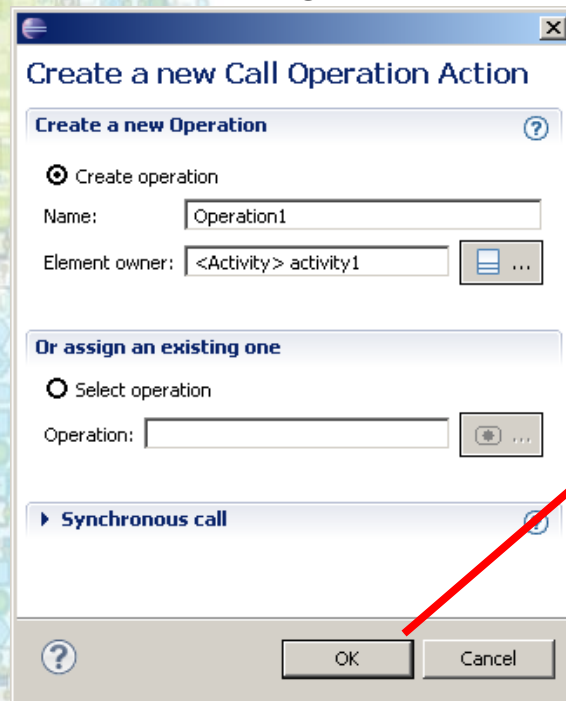 Create a new Call Operation Action
Create a new Operation
Create operation
Name: Operation1
Element owner: <Activity> activity1 ...
Or assign an existing one
Select operation
Operation: ...
Synchronous call
OK Cancel